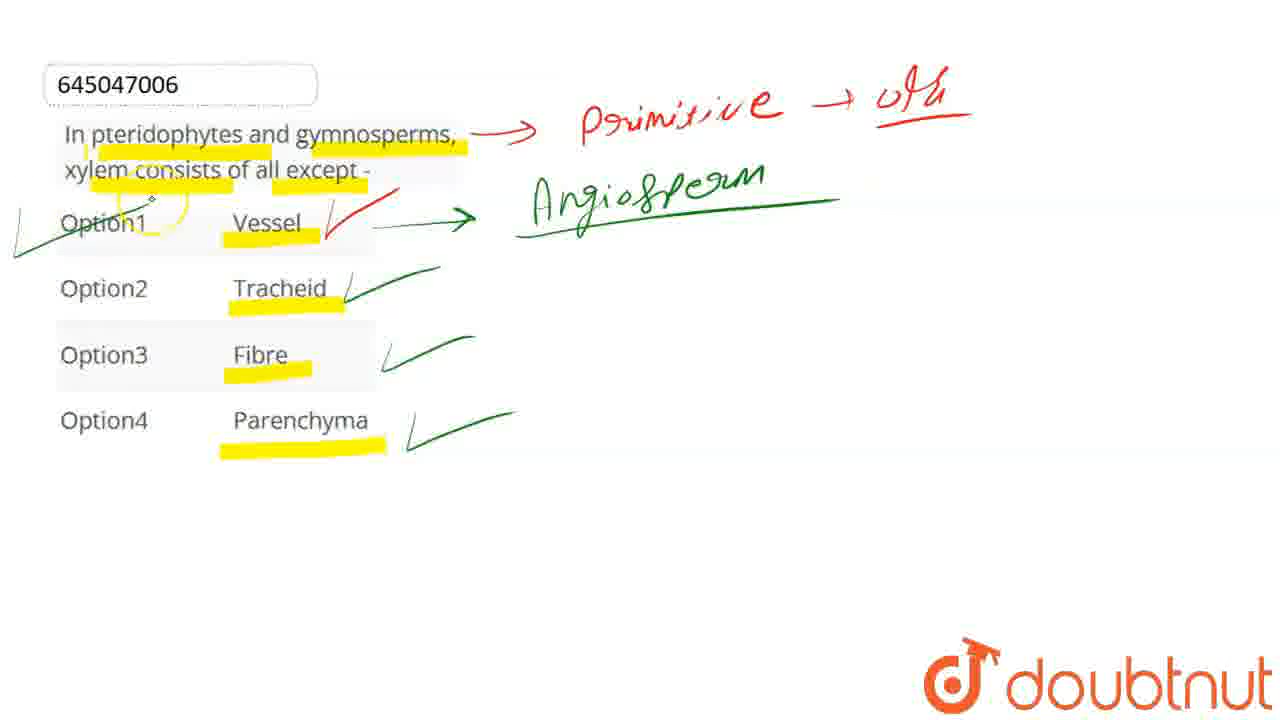 645047006
In pteridophytes and gymnosperms, → Primitive →
xylem consists of all except -
Angiosperm
Option1 Vessel
Option2 Tracheid
Option3 Fibre
Option4 Parenchyma
doubtnut